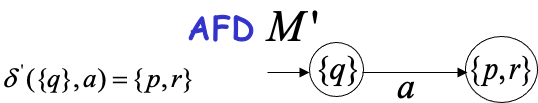 AFD M'
δ'({q},a)={p,r}
{q}
a
{p,r}